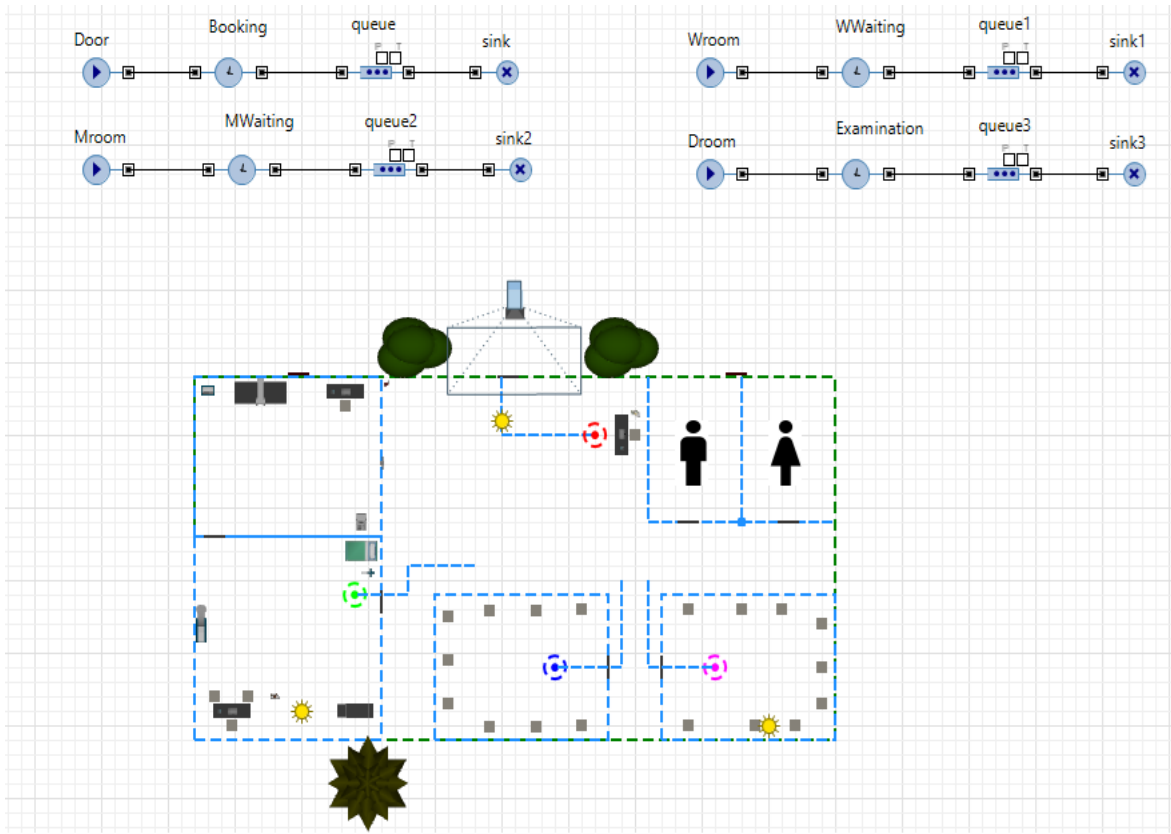 Door
Booking
queue
P T
sink
Wroom
WWaiting
queue1
P T
sink1
Mroom
MWaiting
queue2
P T
sink2
Droom
Examination
queue3
P T
sink3